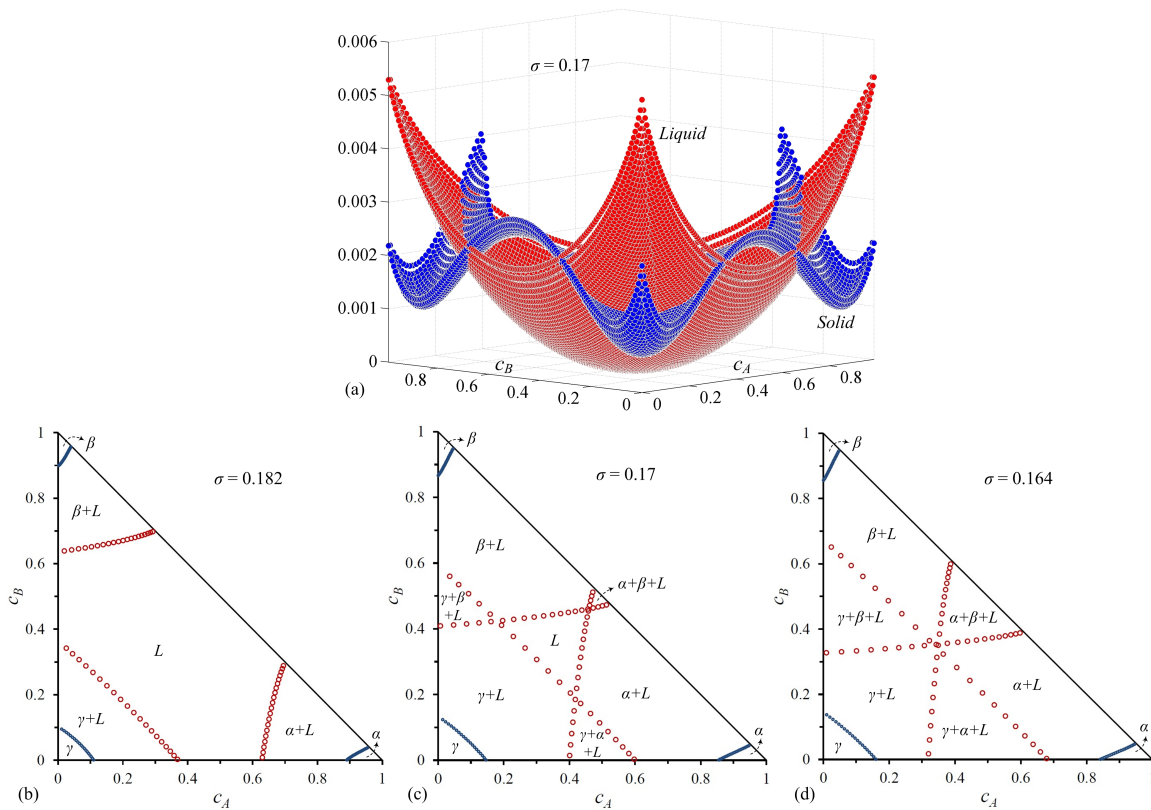 0.006
0.005
0.004
0.003
0.002
0.001
0
σ = 0.17
Liquid
Solid
0.8
0.6
0.4
0.2
0
c_B
0
0.2
0.4
0.6
0.8
c_A
(a)
1
0.8
0.6
0.4
0.2
0
c_B
σ = 0.182
β
β+L
L
γ+L
γ
α+L
α
0
0.2
0.4
0.6
0.8
1
c_A
(b)
1
0.8
0.6
0.4
0.2
0
c_B
σ = 0.17
β
β+L
α+β+L
γ+β
+L
L
γ+L
α+L
γ+α
+L
γ
α
0
0.2
0.4
0.6
0.8
1
c_A
(c)
1
0.8
0.6
0.4
0.2
0
c_B
σ = 0.164
β
β+L
γ+β+L
α+β+L
γ+L
α+L
γ+α+L
γ
α
0
0.2
0.4
0.6
0.8
1
c_A
(d)